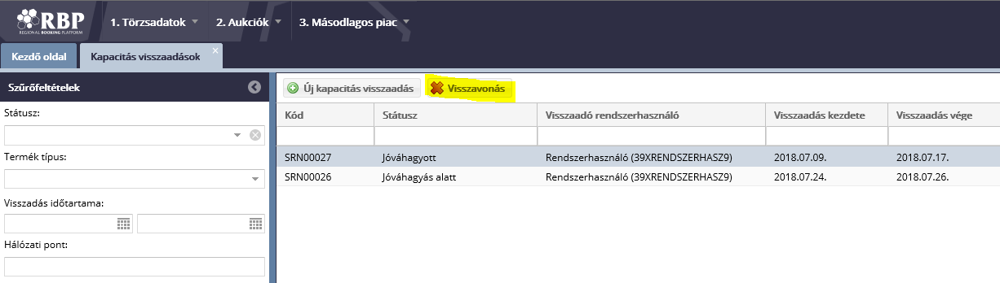 RBP
REGIONAL BOOKING PLATFORM
1. Törzsadatok 2. Aukciók 3. Másodlagos piac
Kezdő oldal Kapacitás visszaadások
Szűrőfeltételek
Státusz:
Termék típus:
Visszadás időtartama:
Hálózati pont:
Új kapacitás visszaadás Visszavonás
Kód Státusz Visszaadó rendszerhasználó Visszaadás kezdete Visszaadás vége
SRN00027 Jóváhagyott Rendszerhasználó (39XRENDSZERHASZ9) 2018.07.09. 2018.07.17.
SRN00026 Jóváhagyás alatt Rendszerhasználó (39XRENDSZERHASZ9) 2018.07.24. 2018.07.26.